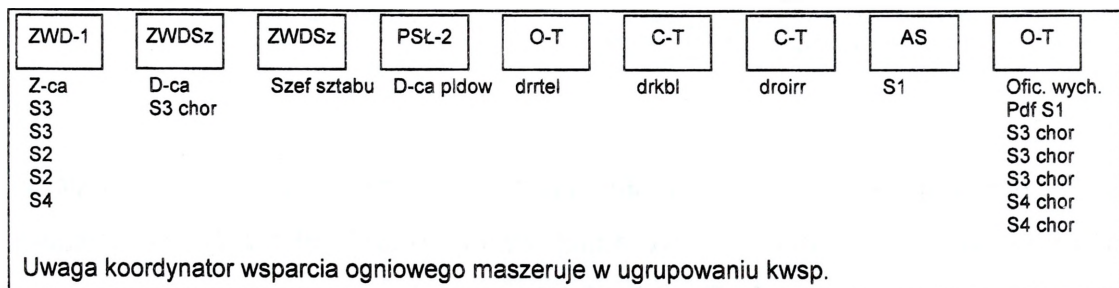 ZWD-1 ZWDSz ZWDSz PSŁ-2 O-T C-T C-T AS O-T
Z-ca D-ca Szef sztabu D-ca pldow drrtel drkbl droirr S1 Ofic. wych.
S3 S3 chor Pdf S1
S3 S3 chor
S2 S3 chor
S2 S3 chor
S4 S4 chor
S4 chor
Uwaga koordynator wsparcia ogniowego maszeruje w ugrupowaniu kwsp.